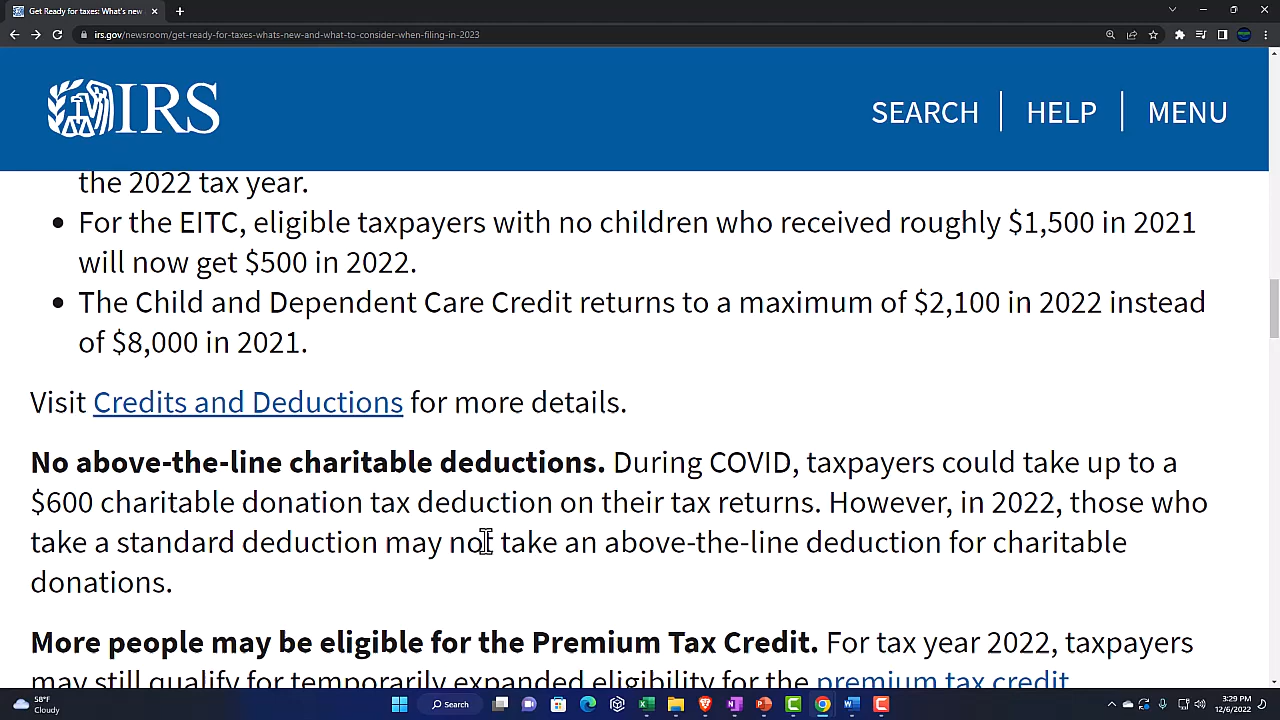 Get Ready for taxes: What's new
irs.gov/newsroom/get-ready-for-taxes-whats-new-and-what-to-consider-when-filing-in-2023
IRS
SEARCH
HELP
MENU
the 2022 tax year.
For the EITC, eligible taxpayers with no children who received roughly $1,500 in 2021
will now get $500 in 2022.
The Child and Dependent Care Credit returns to a maximum of $2,100 in 2022 instead
of $8,000 in 2021.
Visit Credits and Deductions for more details.
No above-the-line charitable deductions. During COVID, taxpayers could take up to a
$600 charitable donation tax deduction on their tax returns. However, in 2022, those who
take a standard deduction may not take an above-the-line deduction for charitable
donations.
More people may be eligible for the Premium Tax Credit. For tax year 2022, taxpayers
may still qualify for temporarily expanded eligibility for the premium tax credit
58°F
Cloudy
Search
3:29 PM
12/6/2022